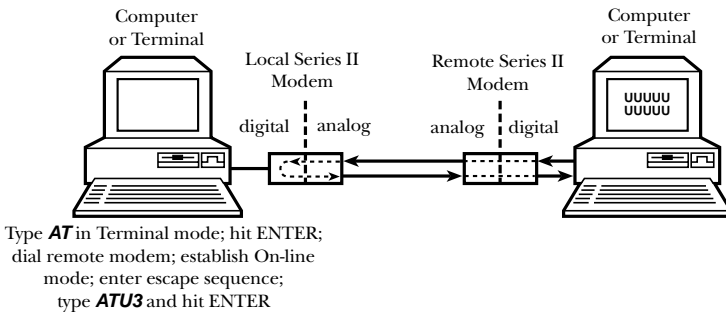 Computer
or Terminal
Computer
or Terminal
Local Series II
Modem
Remote Series II
Modem
digital
analog
analog
digital
UUUUU
UUUUU
Type AT in Terminal mode; hit ENTER;
dial remote modem; establish On-line
mode; enter escape sequence;
type ATU3 and hit ENTER